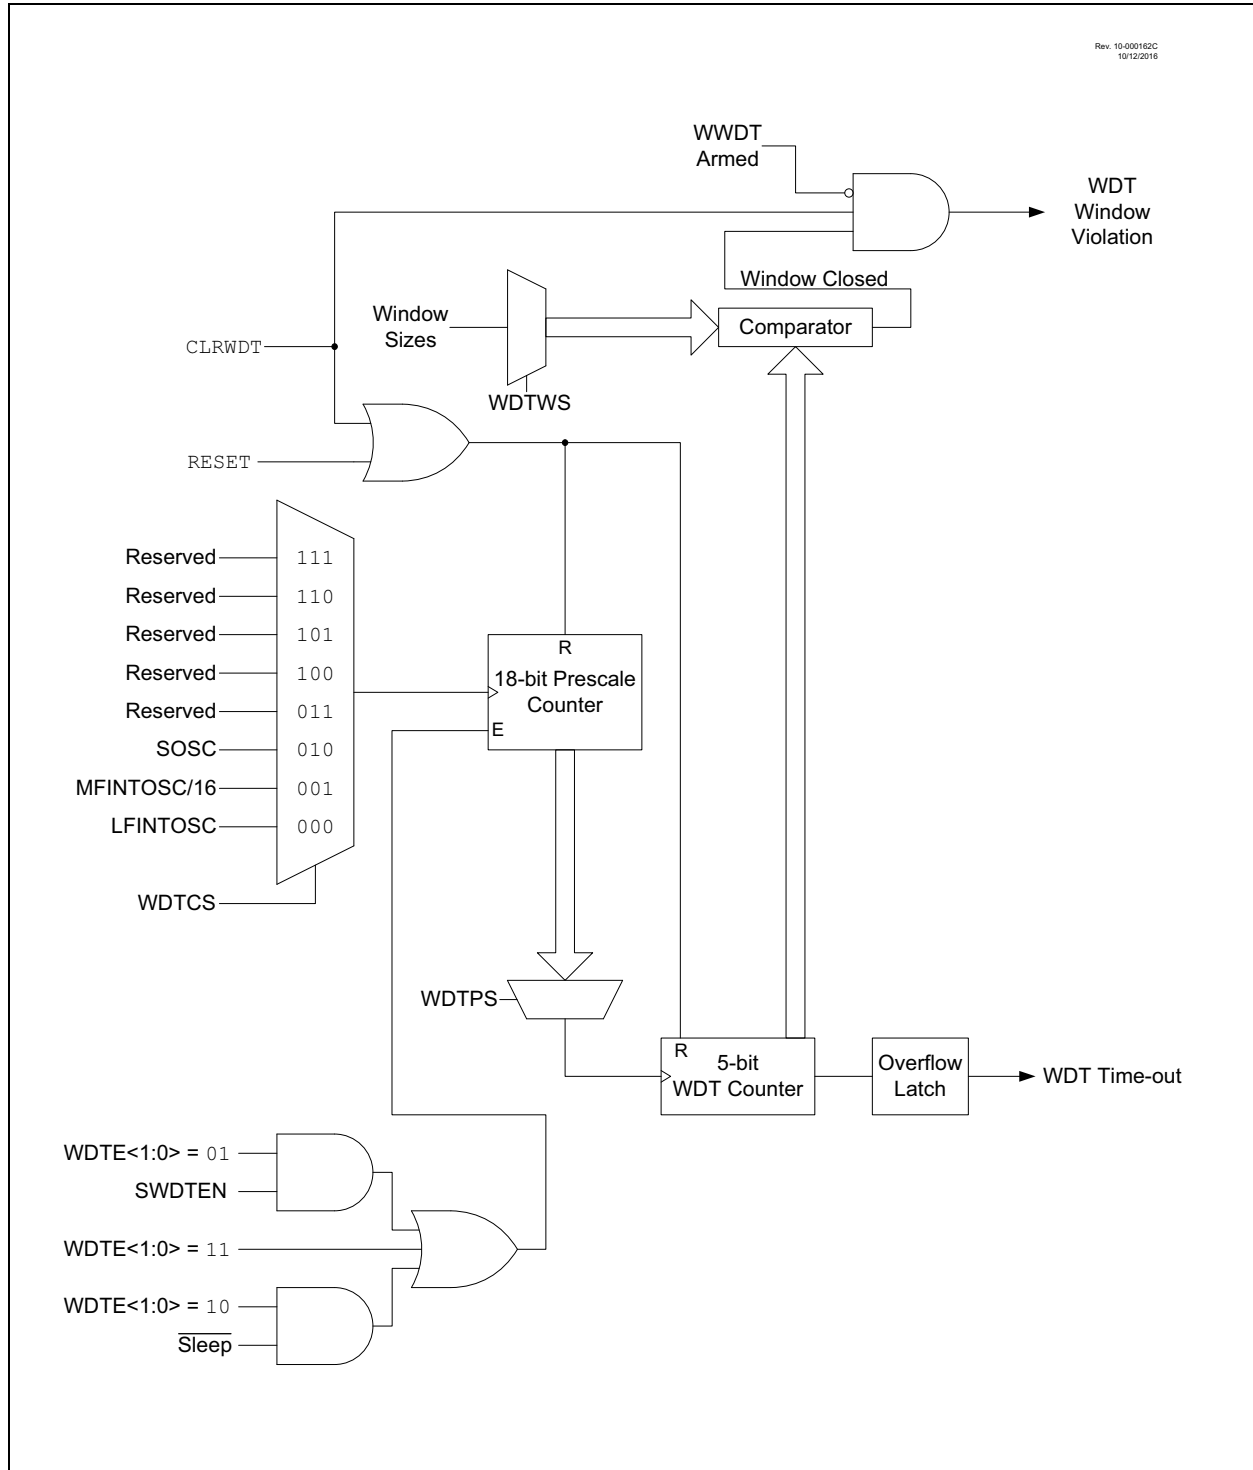 Rev. 10-000162C
10/12/2016
WWDT
Armed
WDT
Window
Violation
Window Closed
Window
Sizes
Comparator
CLRWDT
WDTWS
RESET
Reserved 111
Reserved 110
Reserved 101
Reserved 100
Reserved 011
SOSC 010
MFINTOSC/16 001
LFINTOSC 000
WDTCS
R
18-bit Prescale
Counter
E
WDTPS
R
5-bit
WDT Counter
Overflow
Latch
WDT Time-out
WDTE<1:0> = 01
SWDTEN
WDTE<1:0> = 11
WDTE<1:0> = 10
Sleep